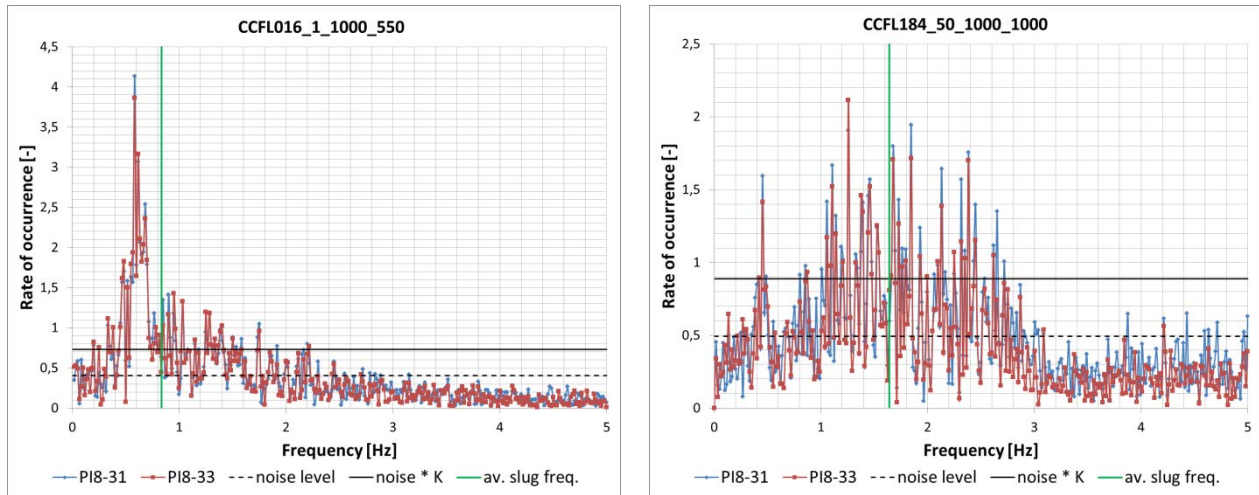 CCFL016_1_1000_550
4,5
4
3,5
3
2,5
2
1,5
1
0,5
0
Rate of occurrence [-]
0 1 2 3 4 5
Frequency [Hz]
PI8-31 PI8-33 noise level noise * K av. slug freq.
CCFL184_50_1000_1000
2,5
2
1,5
1
0,5
0
Rate of occurrence [-]
0 1 2 3 4 5
Frequency [Hz]
PI8-31 PI8-33 noise level noise * K av. slug freq.